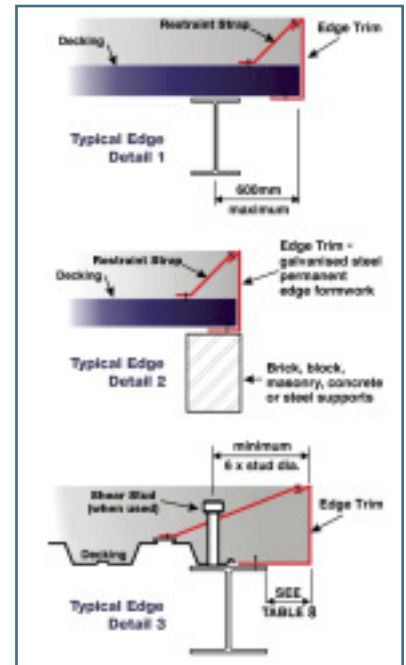 Restraint Strap
Edge Trim
Decking
Typical Edge
Detail 1
600mm
maximum
Restraint Strap
Decking
Edge Trim -
galvanised steel
permanent
edge formwork
Typical Edge
Detail 2
Brick, block,
masonry, concrete
or steel supports
minimum
6 x stud dia.
Shear Stud
(when used)
Edge Trim
Decking
SEE
TABLE 8
Typical Edge
Detail 3